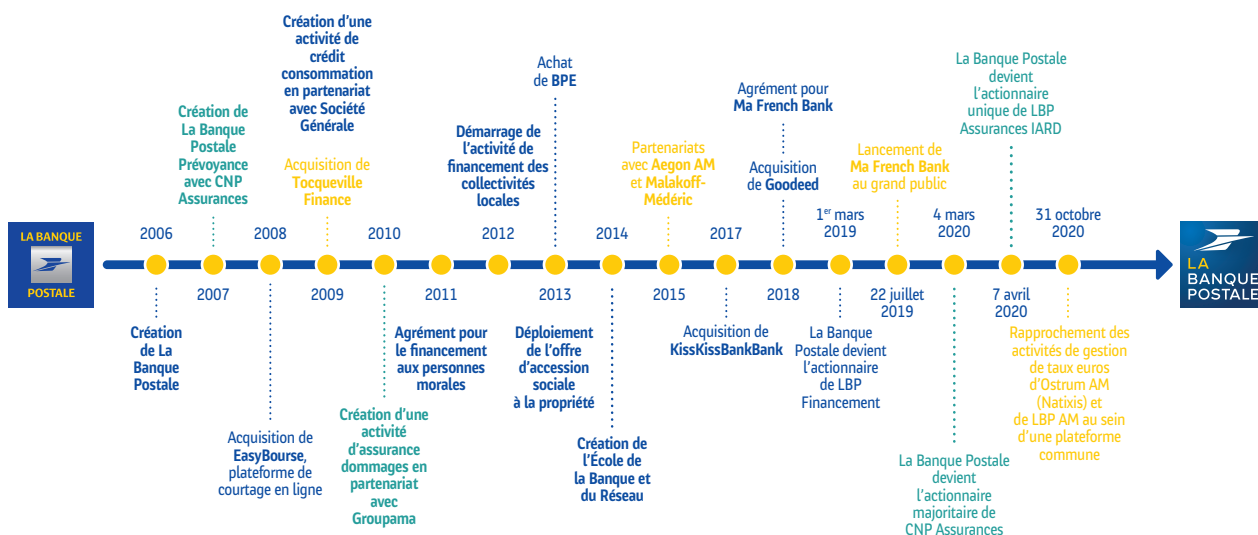 LA BANQUE
POSTALE
2006
Création
de La
Banque
Postale
Création de
La Banque
Postale
Prévoyance
avec CNP
Assurances
2007
2008
Acquisition de
EasyBourse,
plateforme de
courtage en ligne
Création d'une
activité de
crédit
consommation
en partenariat
avec Société
Générale
Acquisition de
Tocqueville
Finance
2009
2010
Création d'une
activité
d'assurance
dommages en
partenariat
avec
Groupama
2011
Agrément pour
le financement
aux personnes
morales
Démarrage de
l'activité de
financement des
collectivités
locales
2012
Achat
de BPE
2013
Déploiement
de l'offre
d'accession
sociale
à la propriété
2014
Création de
l'École de
la Banque et
du Réseau
Partenariats
avec Aegon AM
et Malakoff-
Médéric
2015
2017
Acquisition de
KissKissBankBank
Agrément pour
Ma French Bank
Acquisition
de Goodeed
2018
1er mars
2019
La Banque
Postale devient
l'actionnaire
de LBP
Financement
Lancement de
Ma French Bank
au grand public
22 juillet
2019
4 mars
2020
La Banque Postale
devient
l'actionnaire
majoritaire de
CNP Assurances
La Banque Postale
devient
l'actionnaire
unique de LBP
Assurances IARD
7 avril
2020
31 octobre
2020
Rapprochement des
activités de gestion
de taux euros
d'Ostrum AM
(Natixis) et
de LBP AM au sein
d'une plateforme
commune
LA
BANQUE
POSTALE